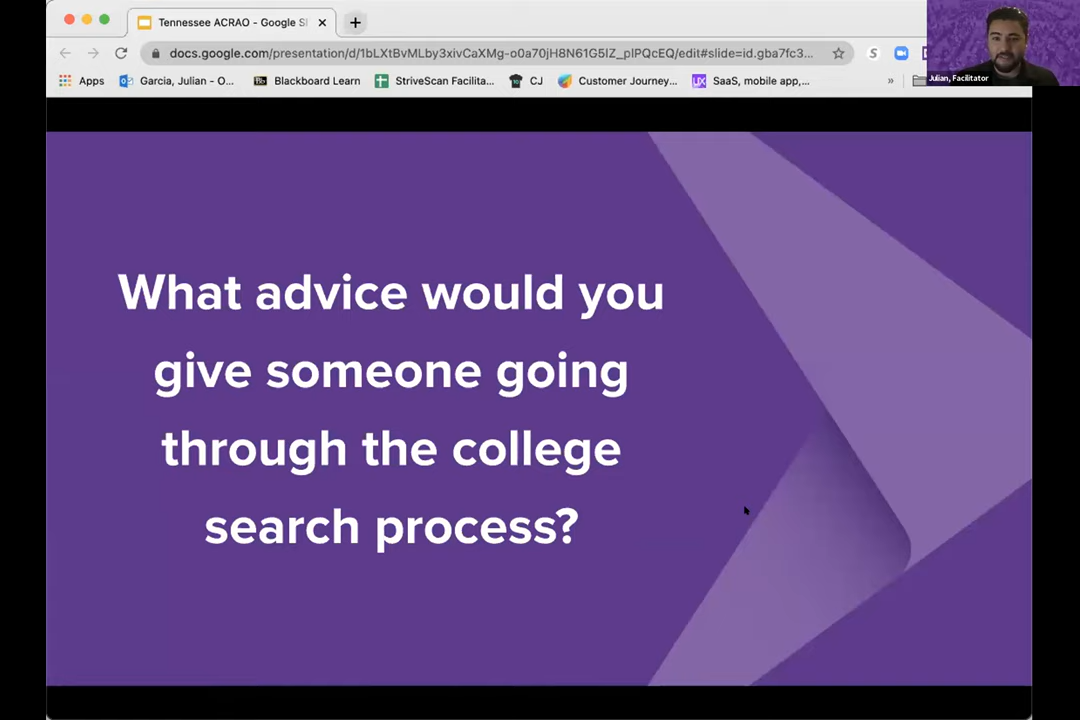 Tennessee ACRAO - Google Sl
docs.google.com/presentation/d/1bLXtBvMLby3xivCaXMg-o0a70jH8N61G5IZ_pIPQcEQ/edit#slide=id.gba7fc3...
Apps
Garcia, Julian - O...
Blackboard Learn
StriveScan Facilita...
CJ
Customer Journey...
UX
SaaS, mobile app,...
»
Julian, Facilitator
What advice would you
give someone going
through the college
search process?